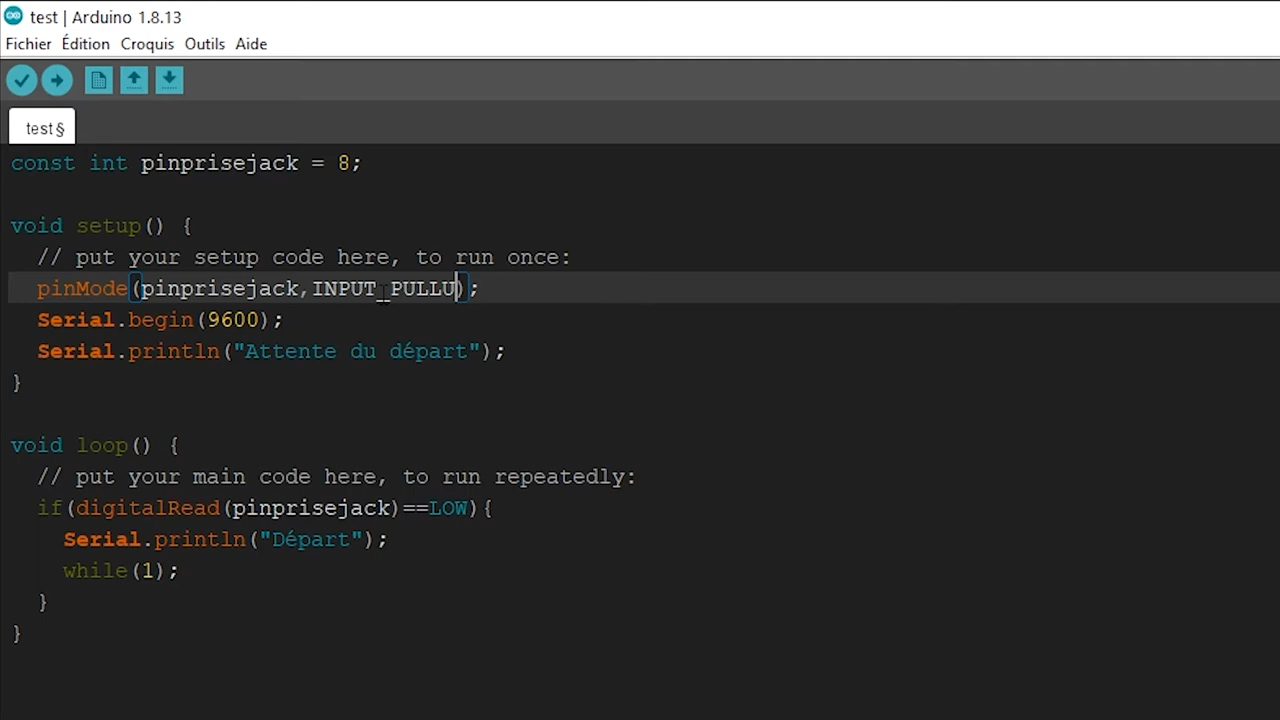 test | Arduino 1.8.13
Fichier Édition Croquis Outils Aide
test §
const int pinprisejack = 8;
void setup() {
// put your setup code here, to run once:
pinMode(pinprisejack,INPUT_PULLU);
Serial.begin(9600);
Serial.println("Attente du départ");
}
void loop() {
// put your main code here, to run repeatedly:
if(digitalRead(pinprisejack)==LOW){
Serial.println("Départ");
while(1);
}
}